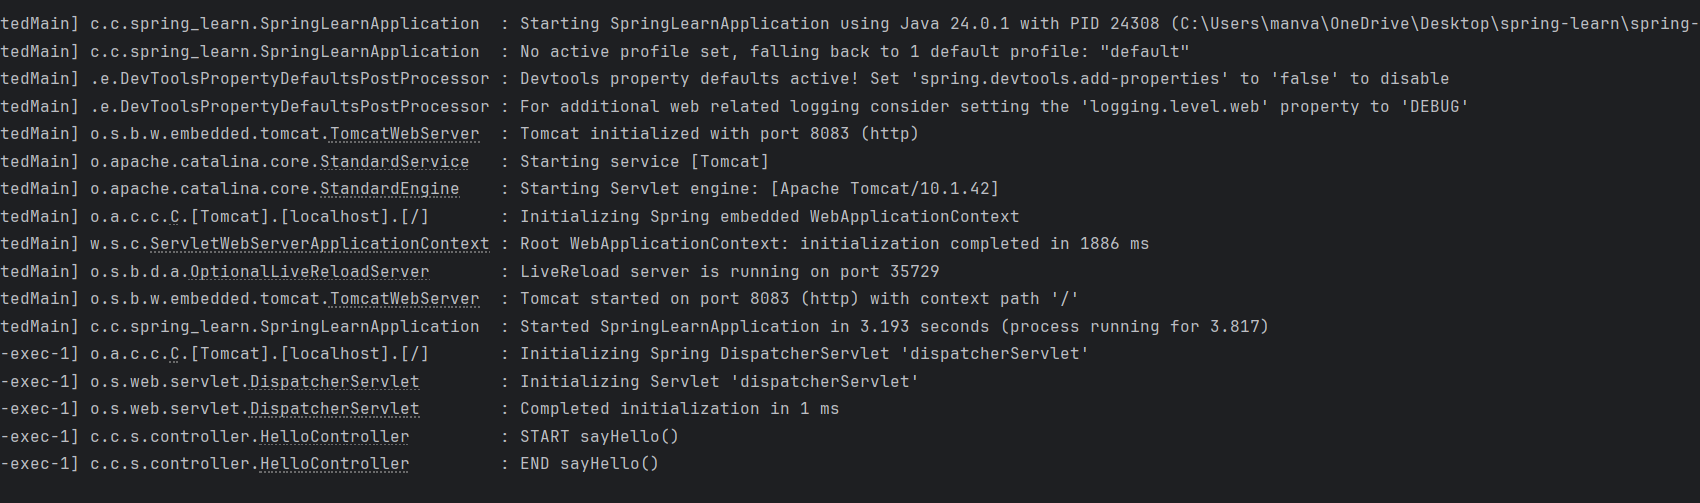 tedMain] c.c.spring_learn.SpringLearnApplication : Starting SpringLearnApplication using Java 24.0.1 with PID 24308 (C:\Users\manva\OneDrive\Desktop\spring-learn\spring-
tedMain] c.c.spring_learn.SpringLearnApplication : No active profile set, falling back to 1 default profile: "default"
tedMain] .e.DevToolsPropertyDefaultsPostProcessor : Devtools property defaults active! Set 'spring.devtools.add-properties' to 'false' to disable
tedMain] .e.DevToolsPropertyDefaultsPostProcessor : For additional web related logging consider setting the 'logging.level.web' property to 'DEBUG'
tedMain] o.s.b.w.embedded.tomcat.TomcatWebServer : Tomcat initialized with port 8083 (http)
tedMain] o.apache.catalina.core.StandardService : Starting service [Tomcat]
tedMain] o.apache.catalina.core.StandardEngine : Starting Servlet engine: [Apache Tomcat/10.1.42]
tedMain] o.a.c.c.C.[Tomcat].[localhost].[/] : Initializing Spring embedded WebApplicationContext
tedMain] w.s.c.ServletWebServerApplicationContext : Root WebApplicationContext: initialization completed in 1886 ms
tedMain] o.s.b.d.a.OptionalLiveReloadServer : LiveReload server is running on port 35729
tedMain] o.s.b.w.embedded.tomcat.TomcatWebServer : Tomcat started on port 8083 (http) with context path '/'
tedMain] c.c.spring_learn.SpringLearnApplication : Started SpringLearnApplication in 3.193 seconds (process running for 3.817)
-exec-1] o.a.c.c.C.[Tomcat].[localhost].[/] : Initializing Spring DispatcherServlet 'dispatcherServlet'
-exec-1] o.s.web.servlet.DispatcherServlet : Initializing Servlet 'dispatcherServlet'
-exec-1] o.s.web.servlet.DispatcherServlet : Completed initialization in 1 ms
-exec-1] c.c.s.controller.HelloController : START sayHello()
-exec-1] c.c.s.controller.HelloController : END sayHello()